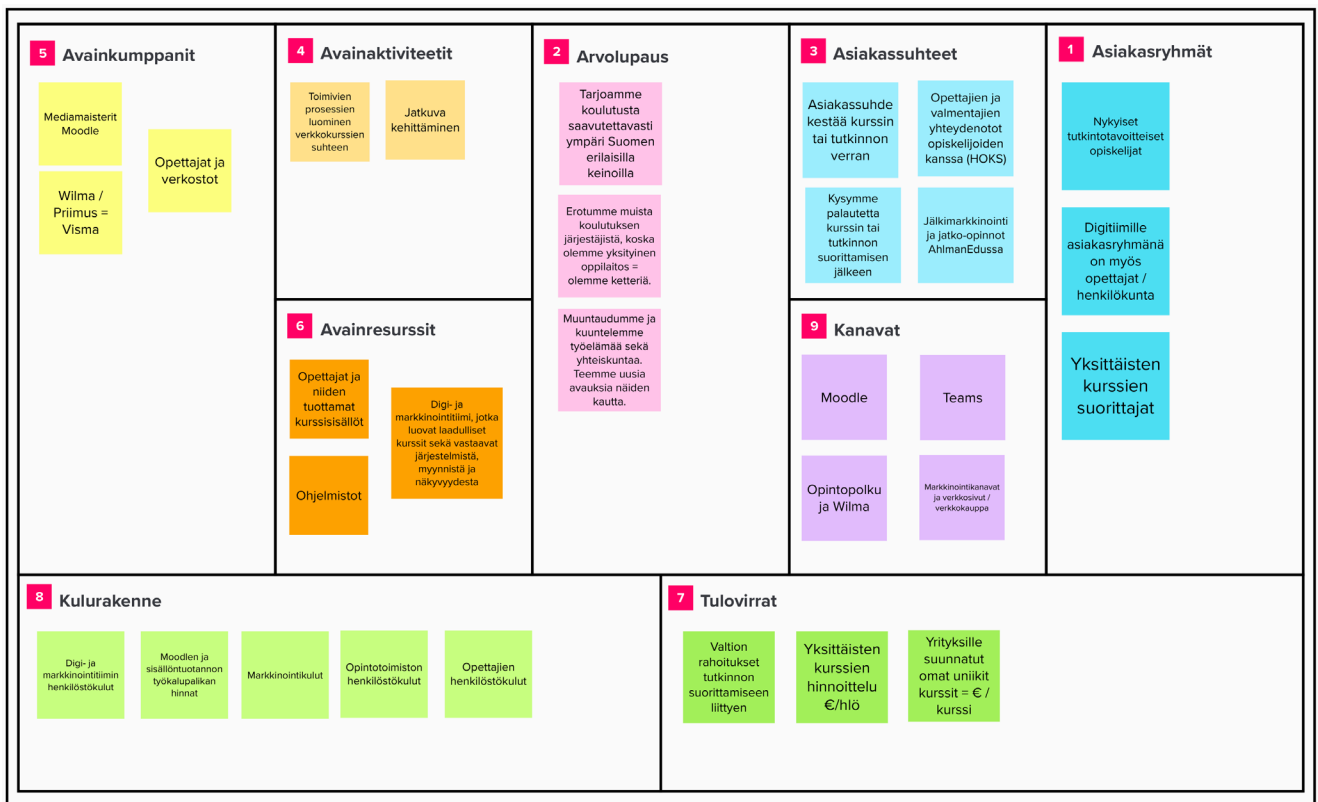 5 Avainkumppanit
Mediamaisterit
Moodle
Opettajat ja
verkostot
Wilma /
Priimus =
Visma
4 Avainaktiviteetit
Toimivien
prosessien
luominen
verkkokurssien
suhteen
Jatkuva
kehittäminen
6 Avainresurssit
Opettajat ja
niiden
tuottamat
kurssisisällöt
Digi- ja
markkinointitiimi, jotka
luovat laadulliset
kurssit sekä vastaavat
järjestelmistä,
myynnistä ja
näkyvyydesta
Ohjelmistot
2 Arvolupaus
Tarjoamme
koulutusta
saavutettavasti
ympäri Suomen
erilaisilla
keinoilla
Erotumme muista
koulutuksen
järjestäjistä, koska
olemme yksityinen
oppilaitos =
olemme ketteriä.
Muuntaudumme ja
kuuntelemme
työelämää sekä
yhteiskuntaa.
Teemme uusia
avauksia näiden
kautta.
3 Asiakassuhteet
Asiakassuhde
kestää kurssin
tai tutkinnon
verran
Opettajien ja
valmentajien
yhteydenotot
opiskelijoiden
kanssa (HOKS)
Kysymme
palautetta
kurssin tai
tutkinnon
suorittamisen
jälkeen
Jälkimarkkinointi
ja jatko-opinnot
AhlmanEdussa
9 Kanavat
Moodle
Teams
Opintopolku
ja Wilma
Markkinointikanavat
ja verkkosivut /
verkkokauppa
1 Asiakasryhmät
Nykyiset
tutkintotavoitteiset
opiskelijat
Digitiimille
asiakasryhmänä
on myös
opettajat /
henkilökunta
Yksittäisten
kurssien
suorittajat
8 Kulurakenne
Digi- ja
markkinointitiimin
henkilöstökulut
Moodlen ja
sisällöntuotannon
työkalupalikan
hinnat
Markkinointikulut
Opintotoimiston
henkilöstökulut
Opettajien
henkilöstökulut
7 Tulovirrat
Valtion
rahoitukset
tutkinnon
suorittamiseen
liittyen
Yksittäisten
kurssien
hinnoittelu
€/hlö
Yrityksille
suunnatut
omat uniikit
kurssit = € /
kurssi